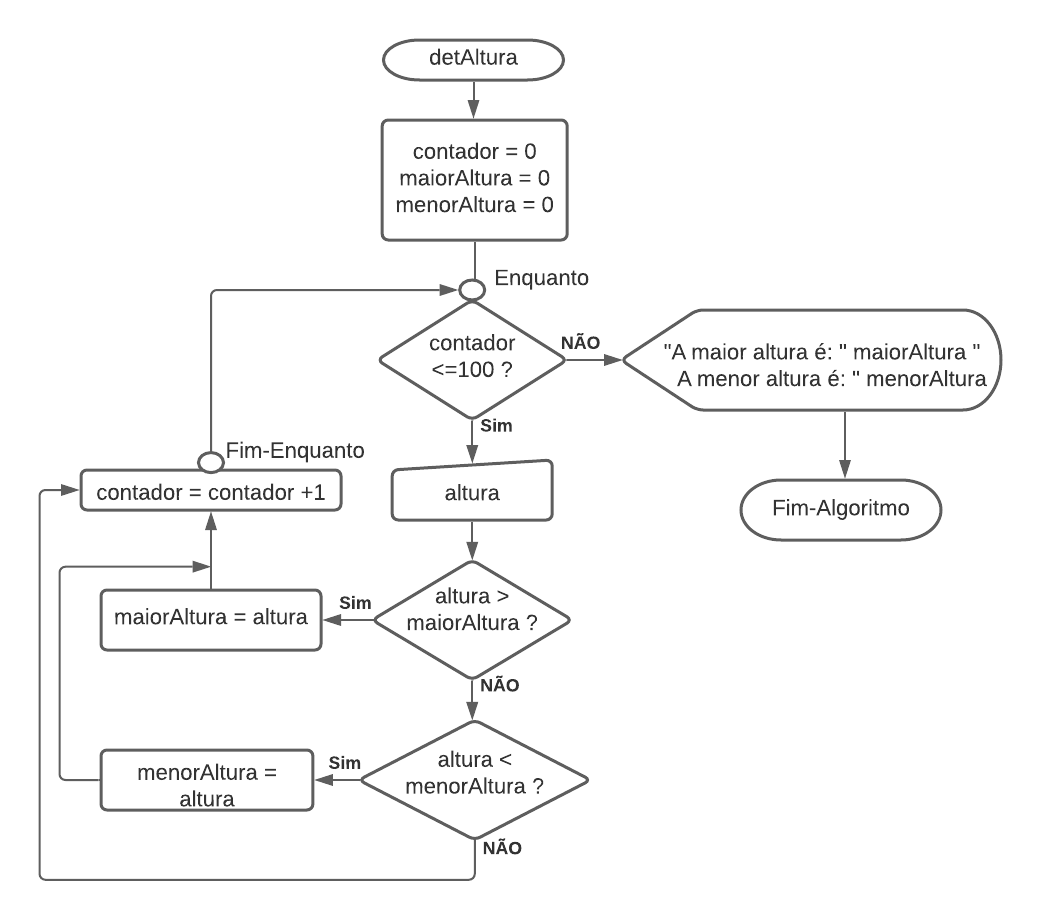 detAltura
contador = 0
maiorAltura = 0
menorAltura = 0
Enquanto
contador
<=100 ?
NÃO
"A maior altura é: " maiorAltura "
A menor altura é: " menorAltura
Fim-Algoritmo
Sim
altura
Fim-Enquanto
contador = contador +1
altura >
maiorAltura ?
Sim
maiorAltura = altura
NÃO
altura <
menorAltura ?
Sim
menorAltura =
altura
NÃO